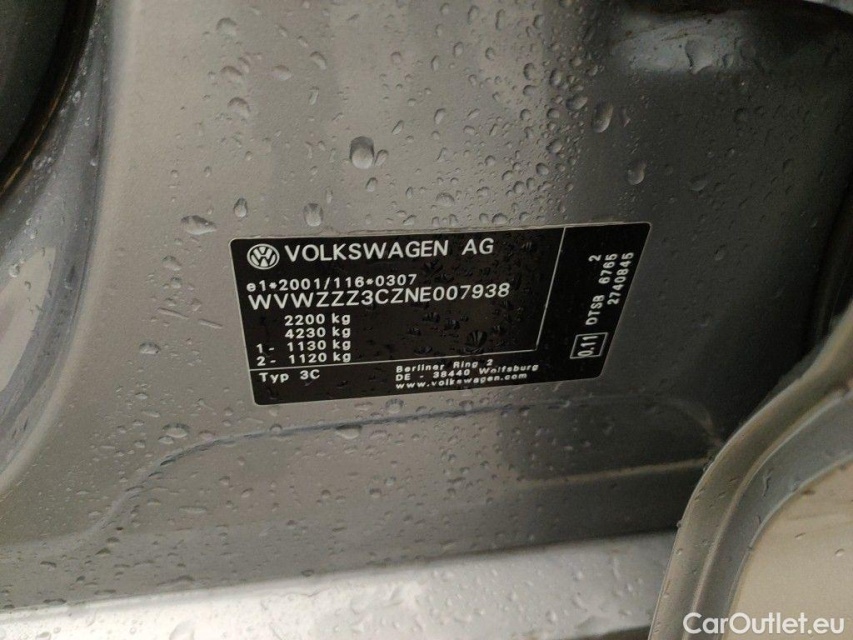 VOLKSWAGEN AG
e1*2001/116*0307
WVWZZZ3CZNE007938
2200 kg
4230 kg
1- 1130 kg
2- 1120 kg
Typ 3C
Berliner Ring 2
DE - 38440 Wolfsburg
www.volkswagen.com
0.11
2
DTSB 6765
2740845
CarOutlet.eu